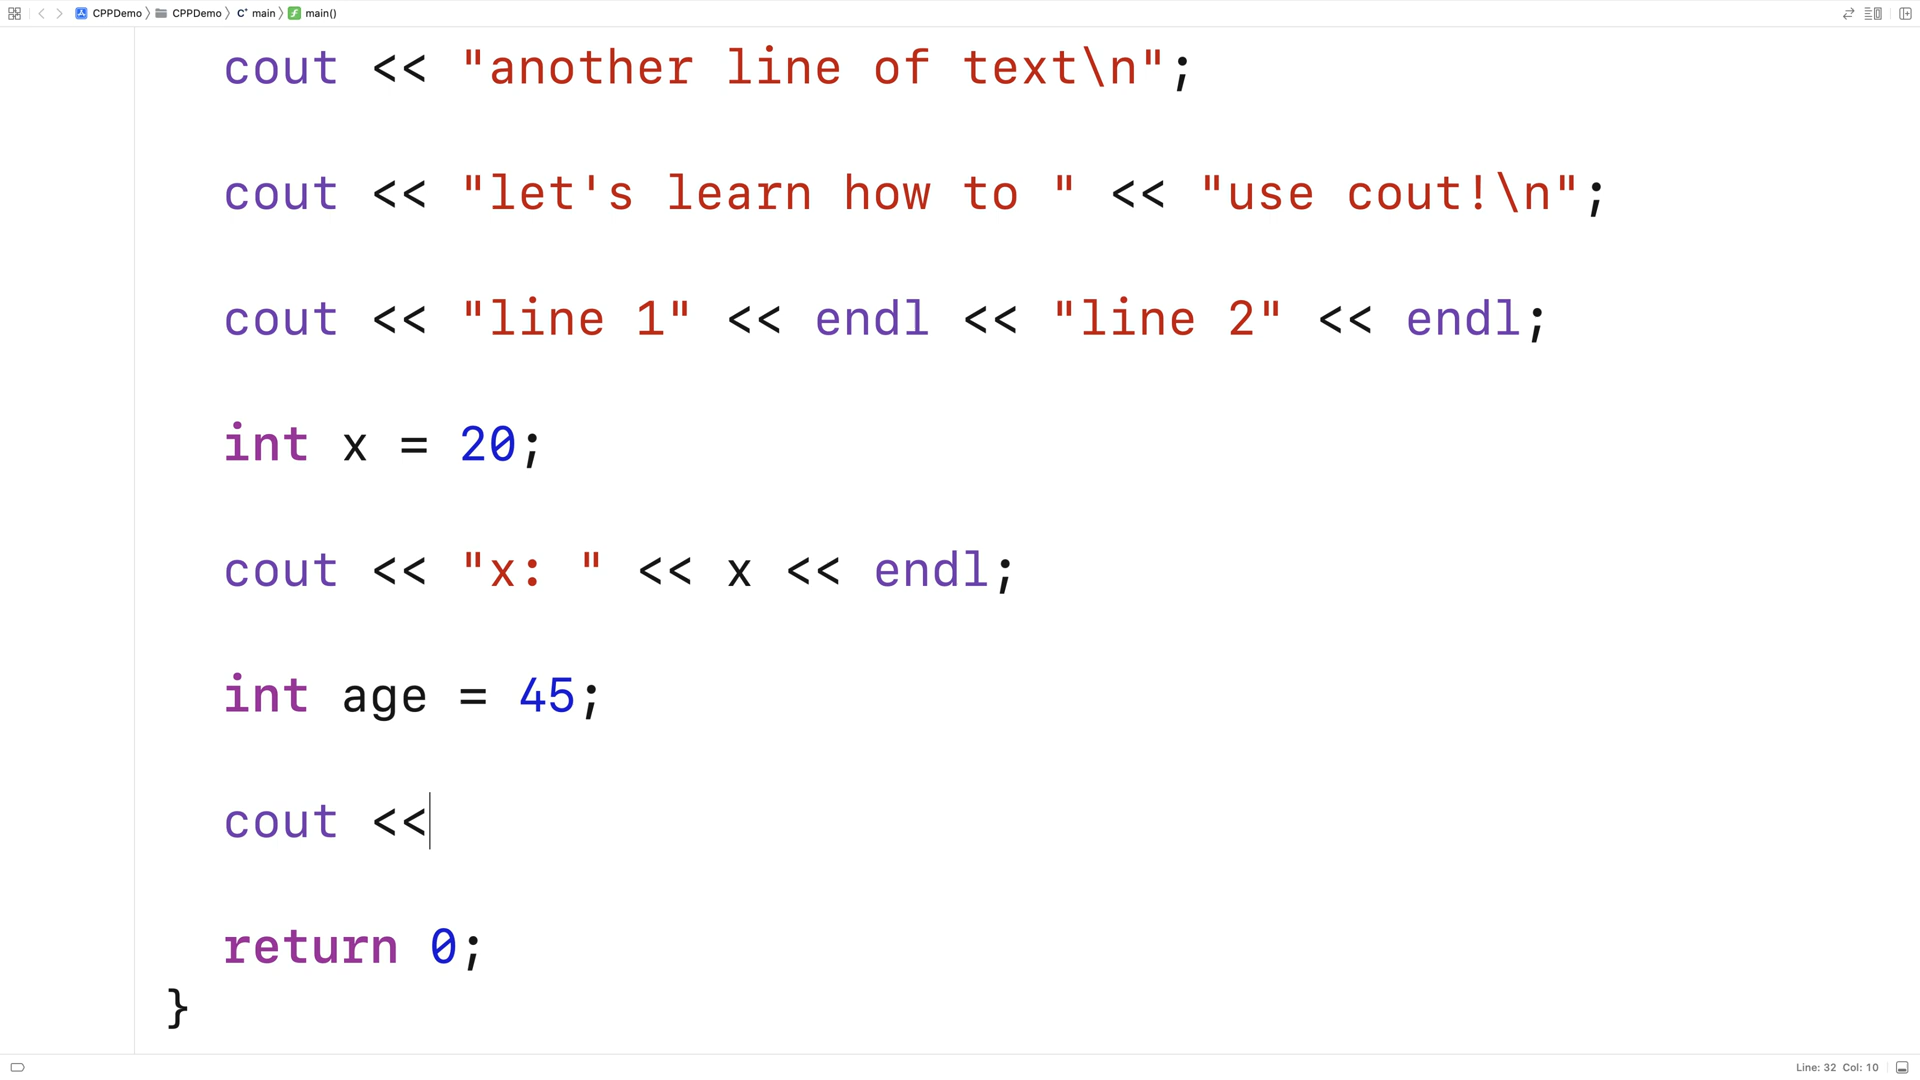 CPPDemo 〉 CPPDemo 〉 C+ main 〉 f main()
cout << "another line of text\n";
cout << "let's learn how to " << "use cout!\n";
cout << "line 1" << endl << "line 2" << endl;
int x = 20;
cout << "x: " << x << endl;
int age = 45;
cout <<
return 0;
}
Line: 32 Col: 10